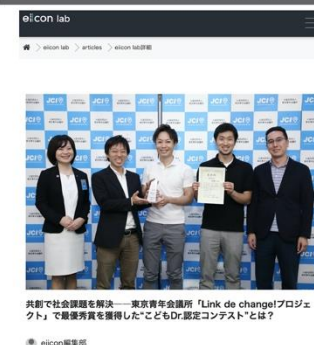 eiicon lab
eiicon lab > articles > eiicon lab詳細
JCI
共創で社会課題を解決——東京青年会議所「Link de change!プロジェ
クト」で最優秀賞を獲得した“こどもDr.認定コンテスト”とは？
eiicon編集部